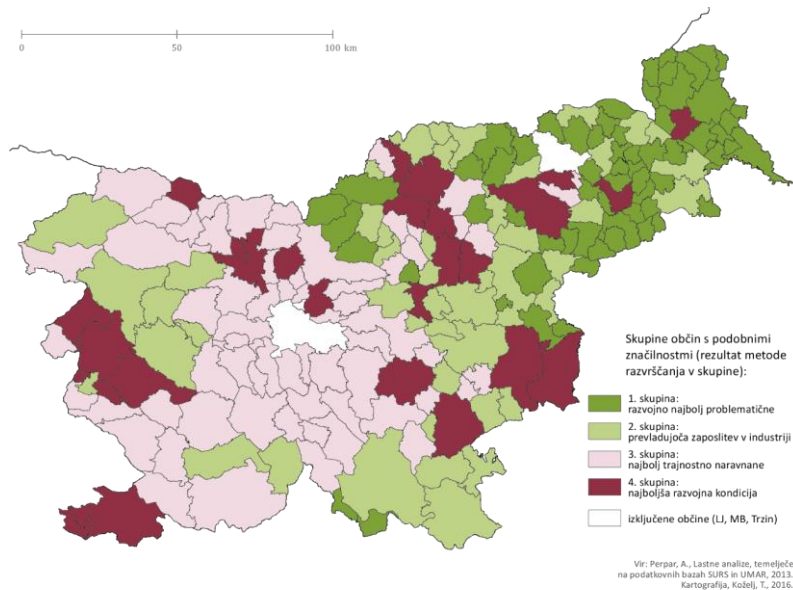 0 50 100 km
Skupine občin s podobnimi
značilnostmi (rezultat metode
razvrščanja v skupine):
1. skupina:
razvojno najbolj problematične
2. skupina:
prevladujoča zaposlitev v industriji
3. skupina:
najbolj trajnostno naravnane
4. skupina:
najboljša razvojna kondicija
izključene občine (LJ, MB, Trzin)
Vir: Perpar, A., Lastne analize, temelječe
na podatkovnih bazah SURS in UMAR, 2013.
Kartografija, Koželj, T., 2016.